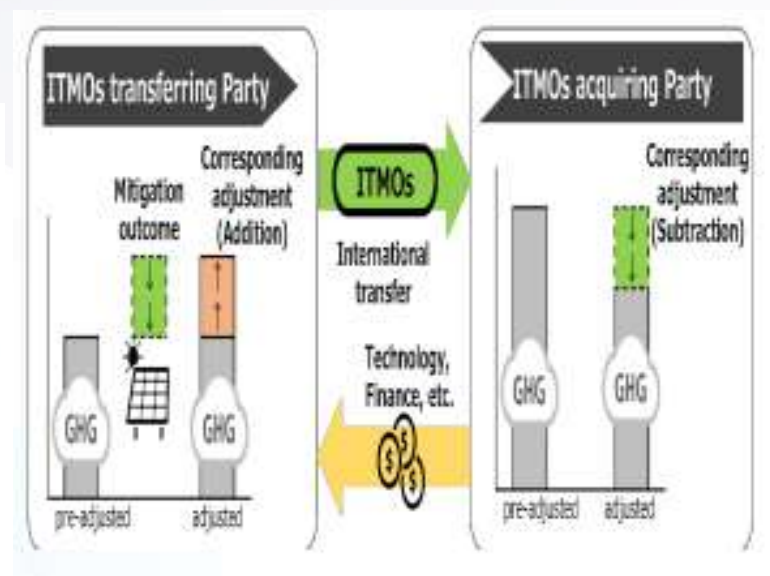 ITMOs transferring Party
Mitigation
outcome
Corresponding
adjustment
(Addition)
GHG
GHG
pre-adjusted
adjusted
ITMOs
International
transfer
Technology,
Finance, etc.
$
$
$
ITMOs acquiring Party
Corresponding
adjustment
(Subtraction)
GHG
GHG
pre-adjusted
adjusted